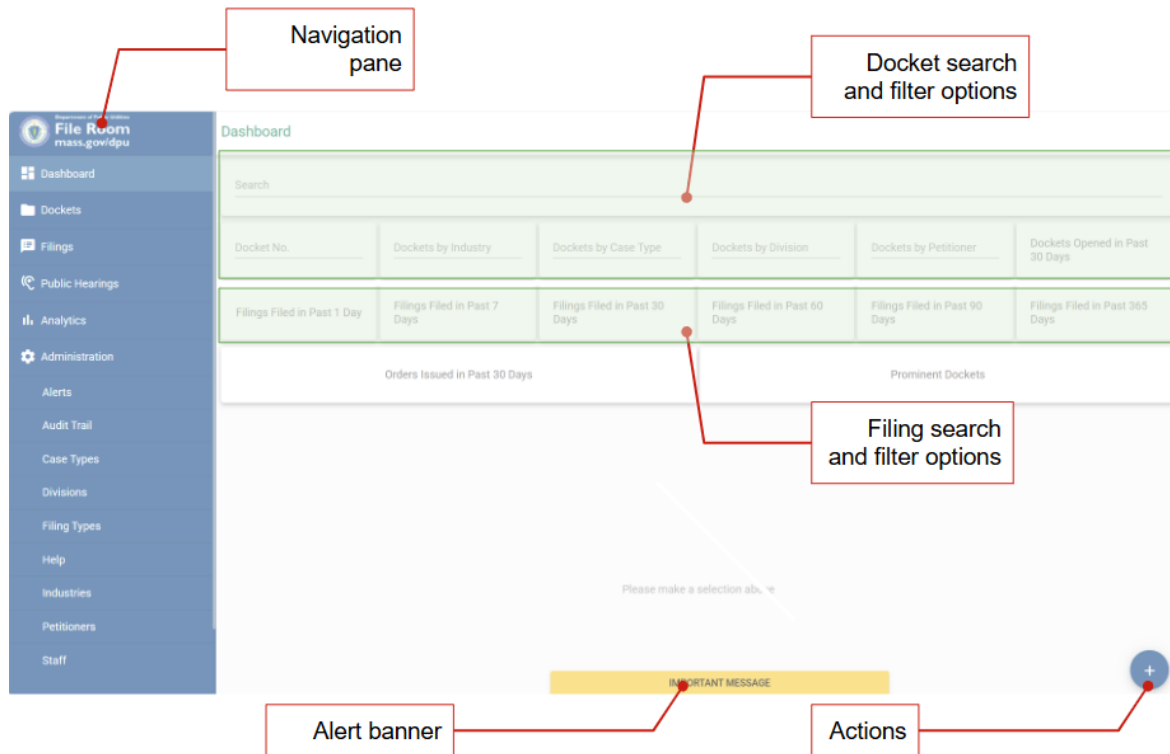 Navigation
pane
Docket search
and filter options
Department of Public Utilities
File Room
mass.gov/dpu
Dashboard
Dockets
Filings
Public Hearings
Analytics
Administration
Alerts
Audit Trail
Case Types
Divisions
Filing Types
Help
Industries
Petitioners
Staff
Dashboard
Search
Docket No.
Dockets by Industry
Dockets by Case Type
Dockets by Division
Dockets by Petitioner
Dockets Opened in Past
30 Days
Filings Filed in Past 1 Day
Filings Filed in Past 7
Days
Filings Filed in Past 30
Days
Filings Filed in Past 60
Days
Filings Filed in Past 90
Days
Filings Filed in Past 365
Days
Orders Issued in Past 30 Days
Prominent Dockets
Filing search
and filter options
Please make a selection above
IMPORTANT MESSAGE
+
Alert banner
Actions